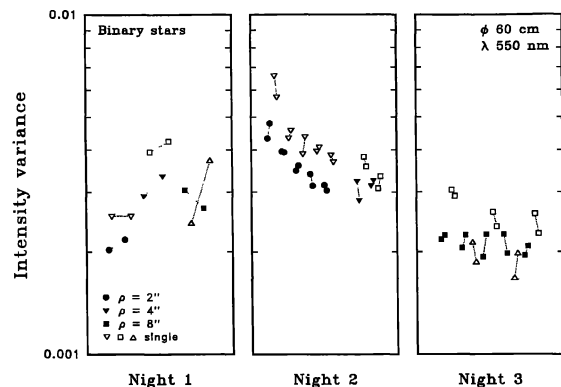 0.01
Binary stars
ϕ 60 cm
λ 550 nm
Intensity variance
● ρ = 2"
▼ ρ = 4"
■ ρ = 8"
▽ □ △ single
0.001
Night 1
Night 2
Night 3